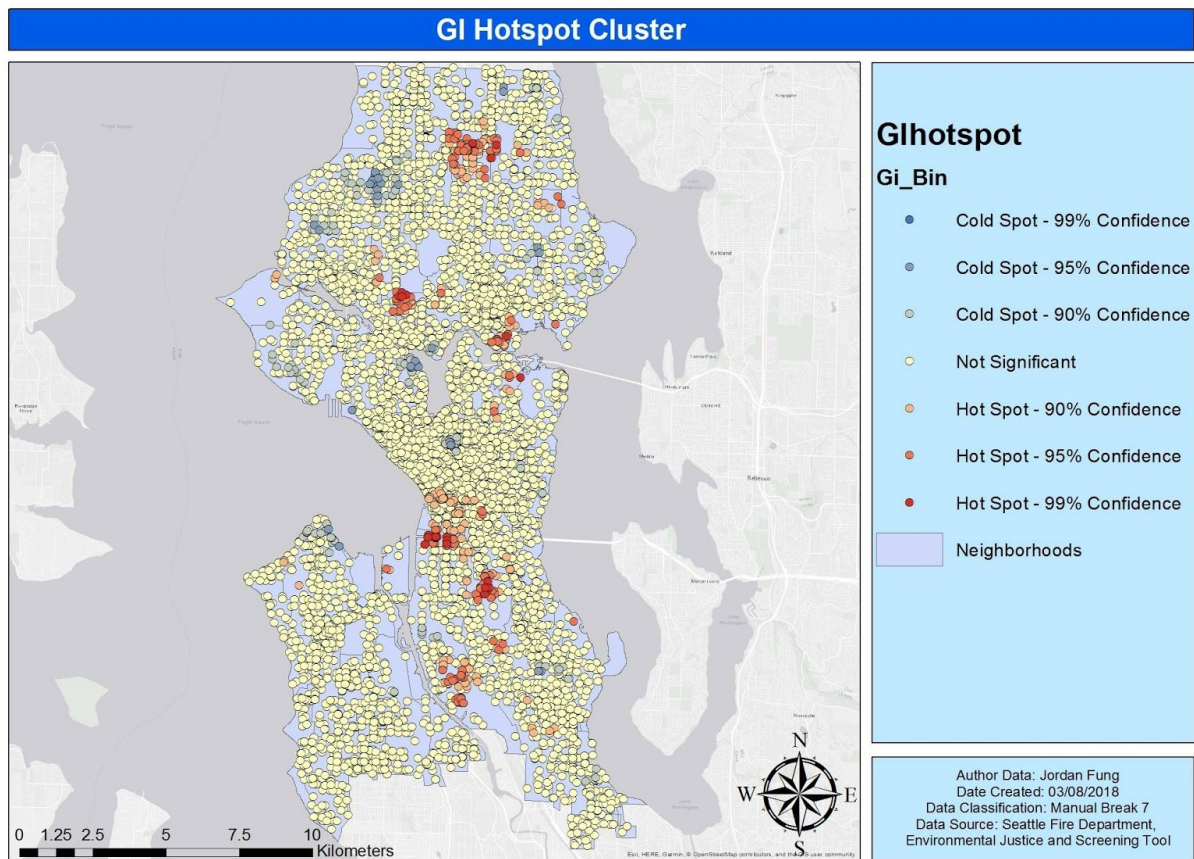 GI Hotspot Cluster
Kirkland
Bellevue
Medina
N
W
E
S
0 1.25 2.5 5 7.5 10
Kilometers
GIhotspot
Gi_Bin
Cold Spot - 99% Confidence
Cold Spot - 95% Confidence
Cold Spot - 90% Confidence
Not Significant
Hot Spot - 90% Confidence
Hot Spot - 95% Confidence
Hot Spot - 99% Confidence
Neighborhoods
Author Data: Jordan Fung
Date Created: 03/08/2018
Data Classification: Manual Break 7
Data Source: Seattle Fire Department,
Environmental Justice and Screening Tool